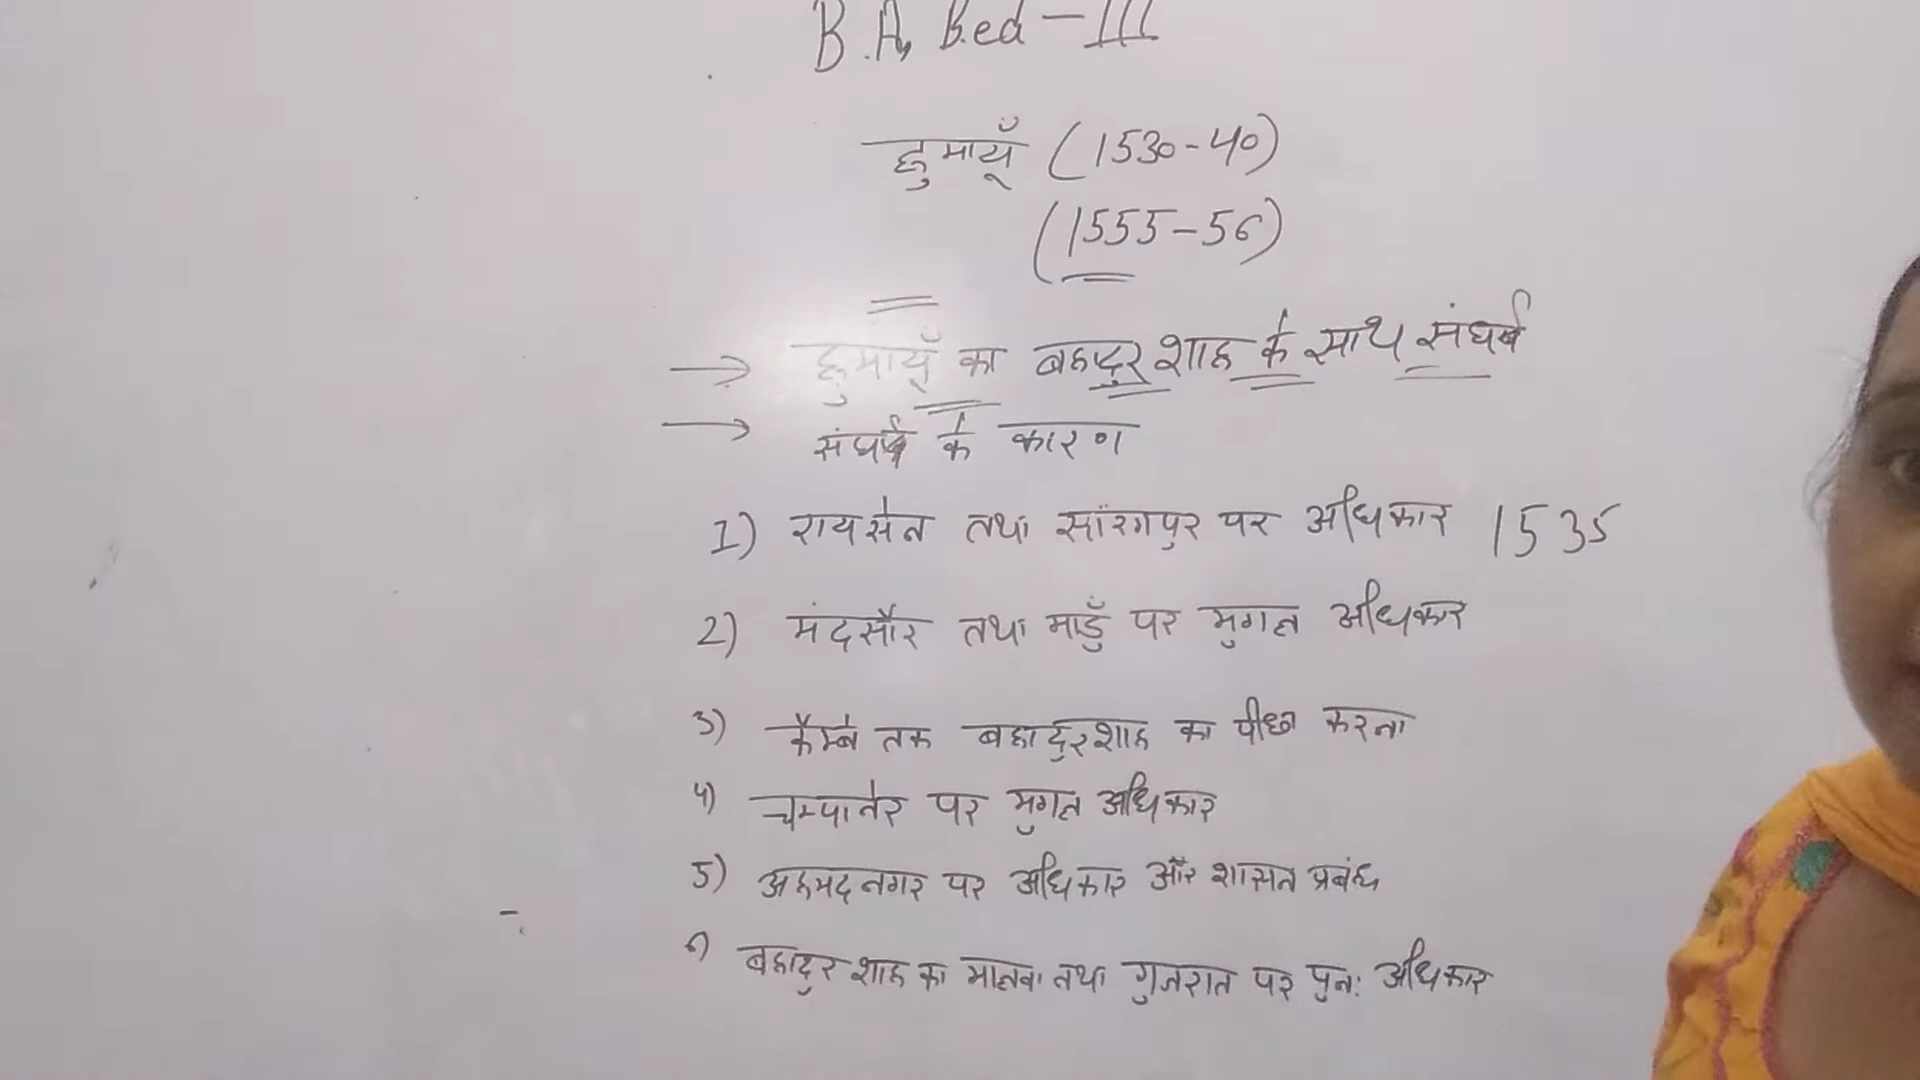 B.A, B.ed - III
हुमायूँ (1530-40)
(1555-56)
→ हुमायूँ का बहादुर शाह के साथ संघर्ष
→ संघर्ष के कारण
1) रायसेन तथा सांरगपुर पर अधिकार 1535
2) मंदसौर तथा माडुँ पर मुगल अधिकार
3) कैम्बे तक बहादुरशाह का पीछा करना
4) चम्पानेर पर मुगल अधिकार
5) अहमदनगर पर अधिकार और शासन प्रबंध
6) बहादुर शाह का मालवा तथा गुजरात पर पुन: अधिकार